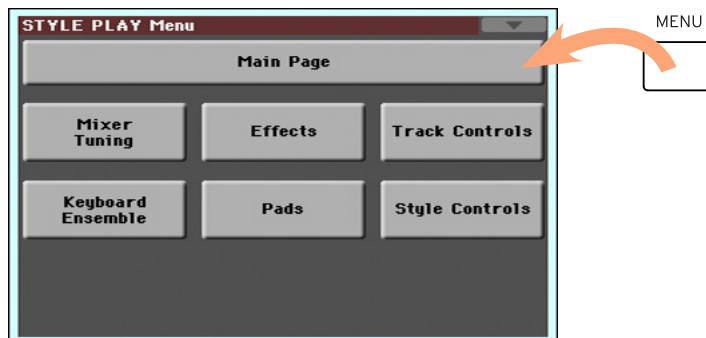 STYLE PLAY Menu
MENU
Main Page
Mixer
Tuning
Effects
Track Controls
Keyboard
Ensemble
Pads
Style Controls